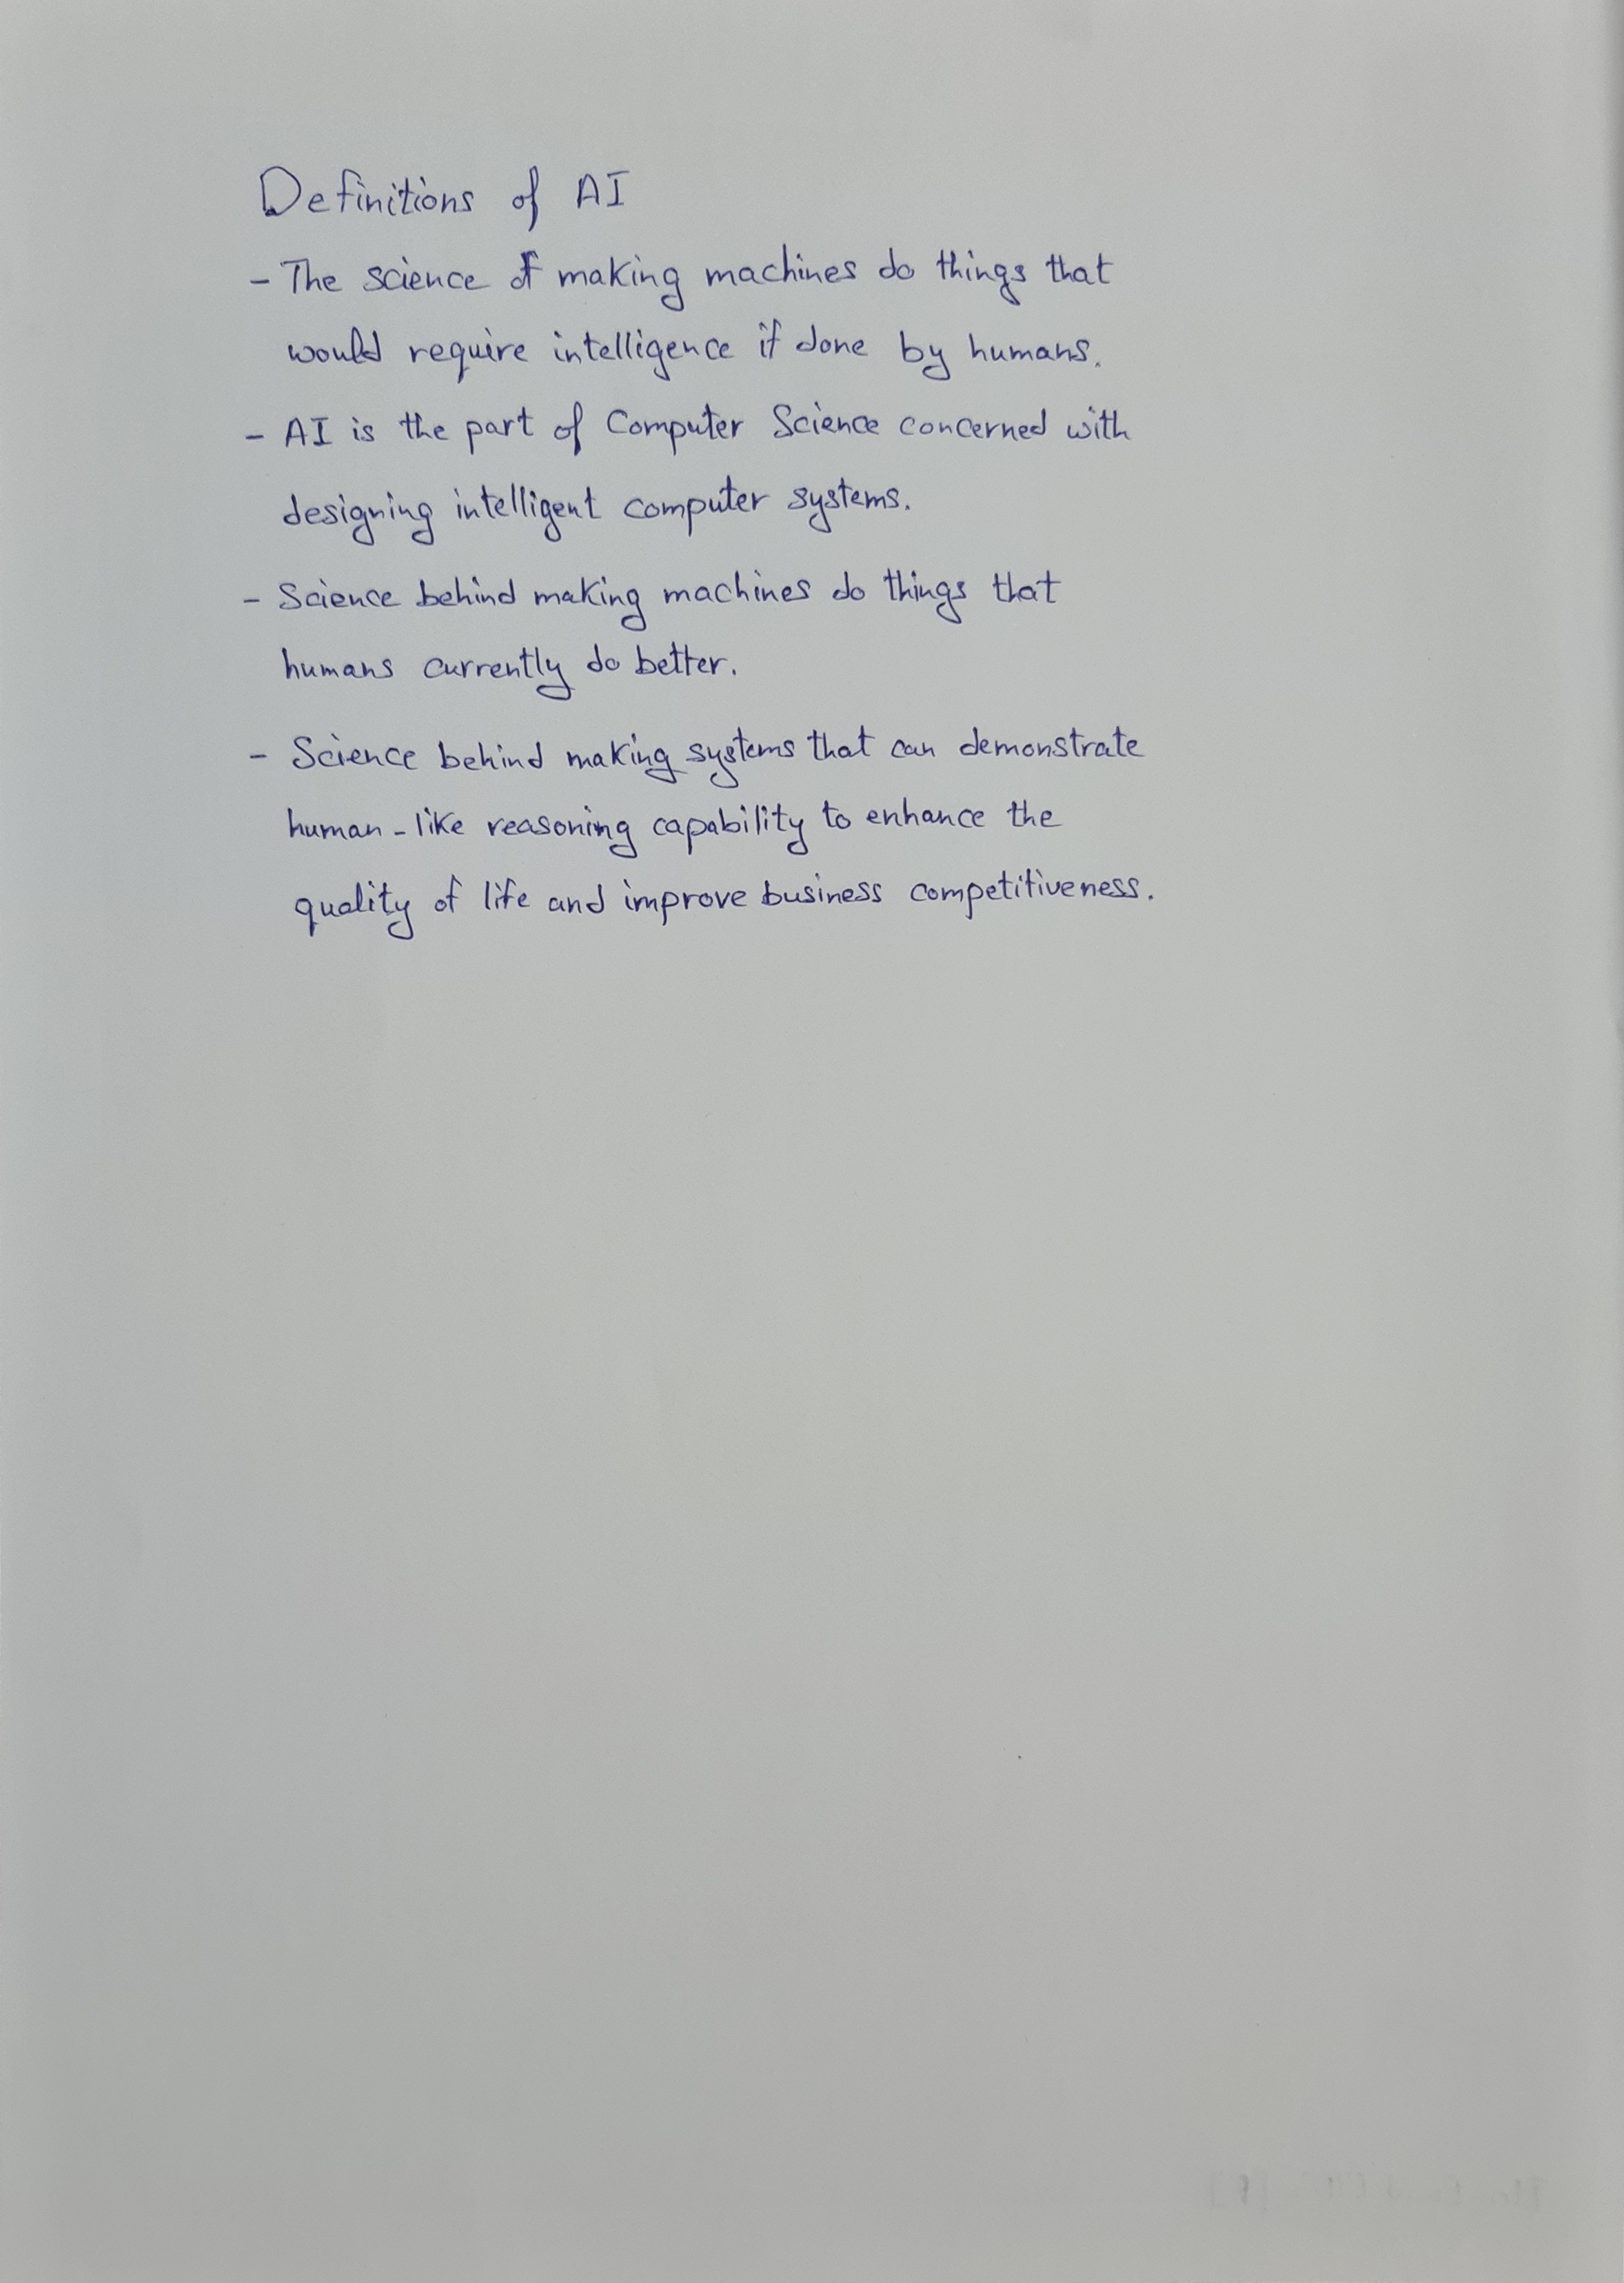 Definitions of AI
- The science of making machines do things that
would require intelligence if done by humans.
- AI is the part of Computer Science concerned with
designing intelligent computer systems.
- Science behind making machines do things that
humans currently do better.
- Science behind making systems that can demonstrate
human-like reasoning capability to enhance the
quality of life and improve business competitiveness.